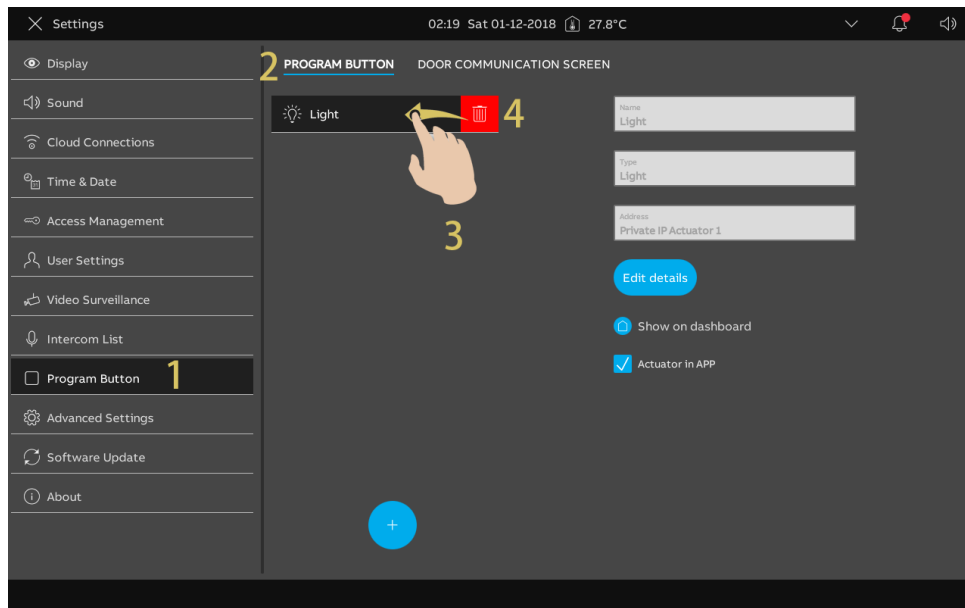 Settings
02:19 Sat 01-12-2018 27.8°C
Display
Sound
Cloud Connections
Time & Date
Access Management
User Settings
Video Surveillance
Intercom List
Program Button
1
Advanced Settings
Software Update
About
2
PROGRAM BUTTON DOOR COMMUNICATION SCREEN
Light
4
3
Name
Light
Type
Light
Address
Private IP Actuator 1
Edit details
Show on dashboard
Actuator in APP
+